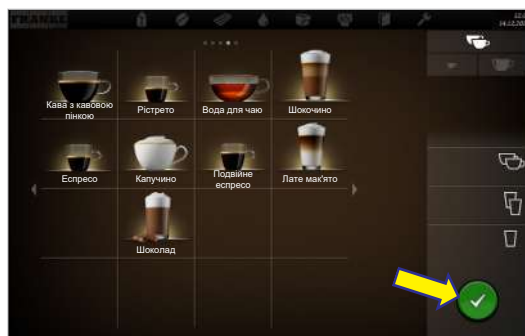 FRANKE
Кава з кавовою
пінкою
Рістрето
Вода для чаю
Шокочино
Еспресо
Капучино
Подвійне
еспресо
Лате мак'ято
Шоколад